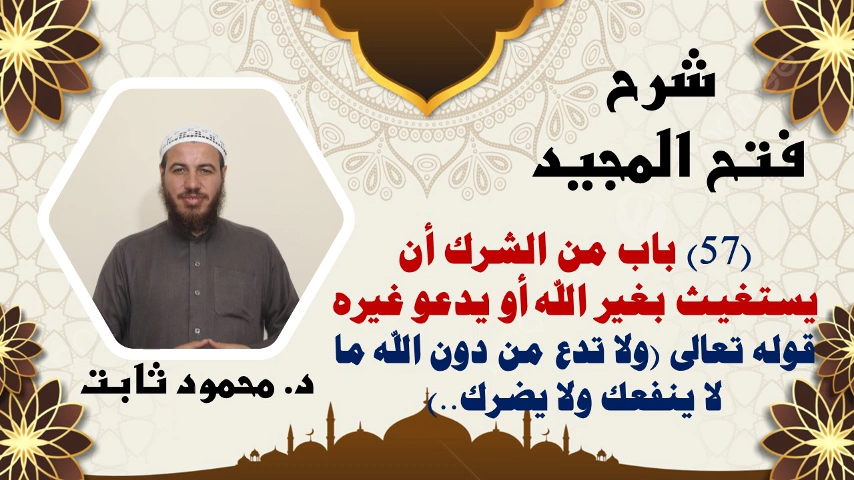 شرح
فتح المجيد
(57) باب من الشرك أن
يستغيث بغير الله أو يدعو غيره
قوله تعالى (ولا تدع من دون الله ما
لا ينفعك ولا يضرك..)
د. محمود ثابت